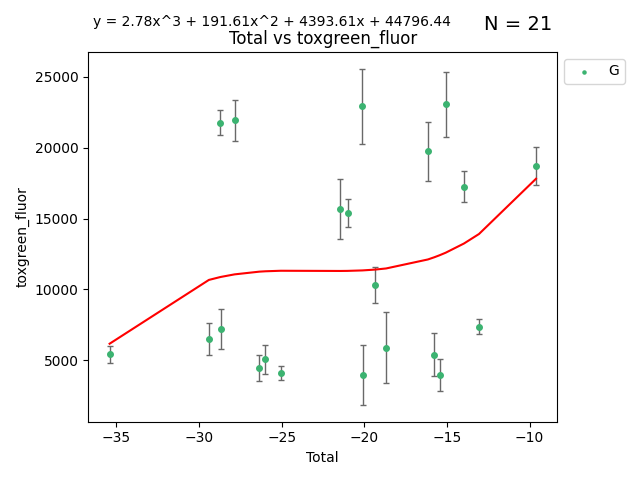 y = 2.78x^3 + 191.61x^2 + 4393.61x + 44796.44
N = 21
Total vs toxgreen_fluor
G
25000
20000
15000
10000
5000
toxgreen_fluor
−35
−30
−25
−20
−15
−10
Total